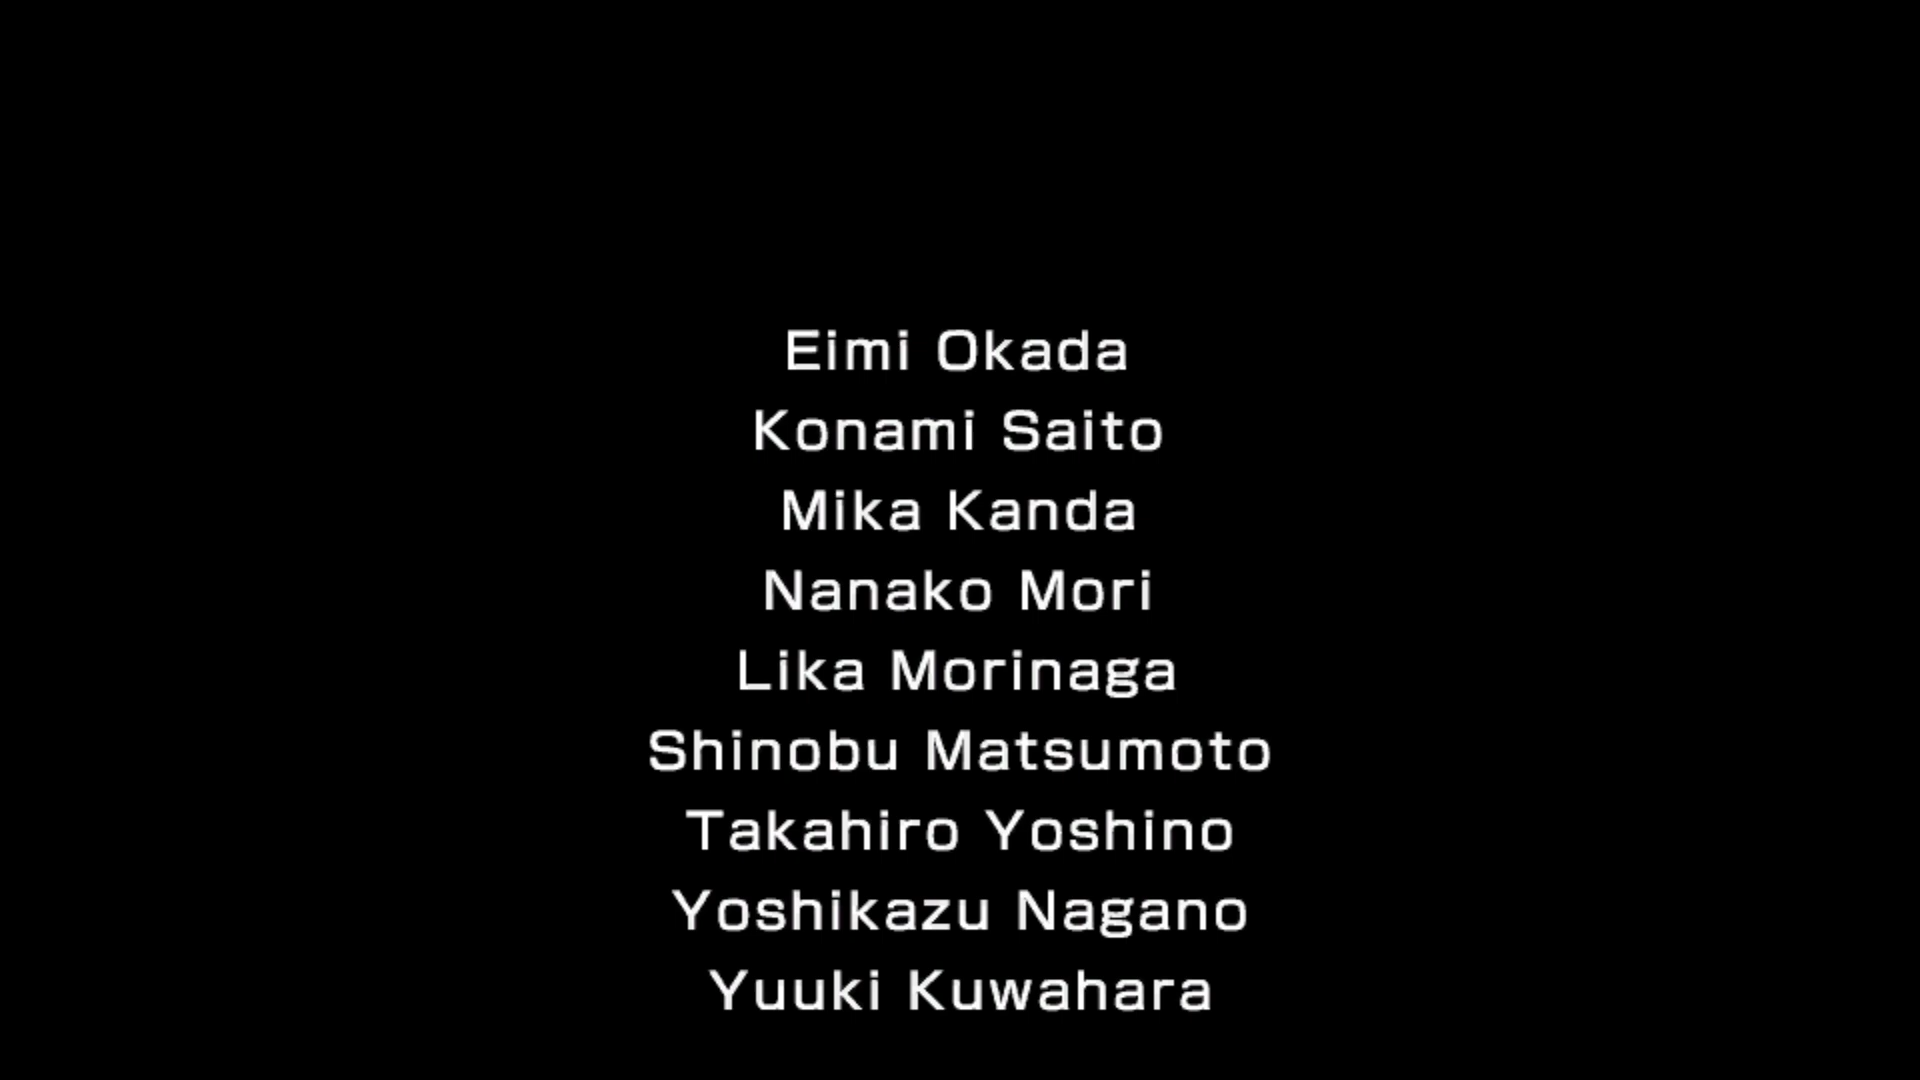 Eimi Okada
Konami Saito
Mika Kanda
Nanako Mori
Lika Morinaga
Shinobu Matsumoto
Takahiro Yoshino
Yoshikazu Nagano
Yuuki Kuwahara